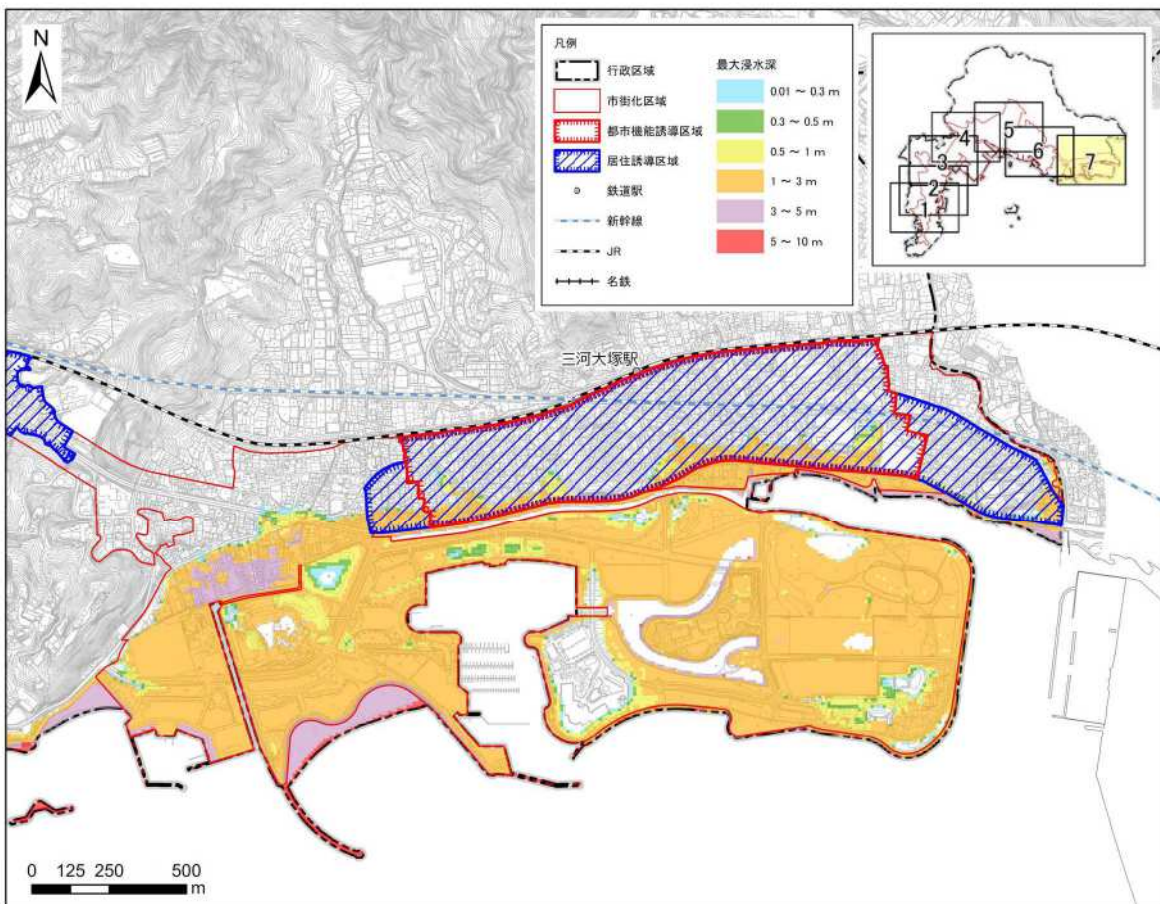 N
凡例
行政区域
市街化区域
都市機能誘導区域
居住誘導区域
鉄道駅
新幹線
JR
名鉄
最大浸水深
0.01 ～ 0.3 m
0.3 ～ 0.5 m
0.5 ～ 1 m
1 ～ 3 m
3 ～ 5 m
5 ～ 10 m
5
4
6
7
3
2
1
三河大塚駅
0 125 250 500
m